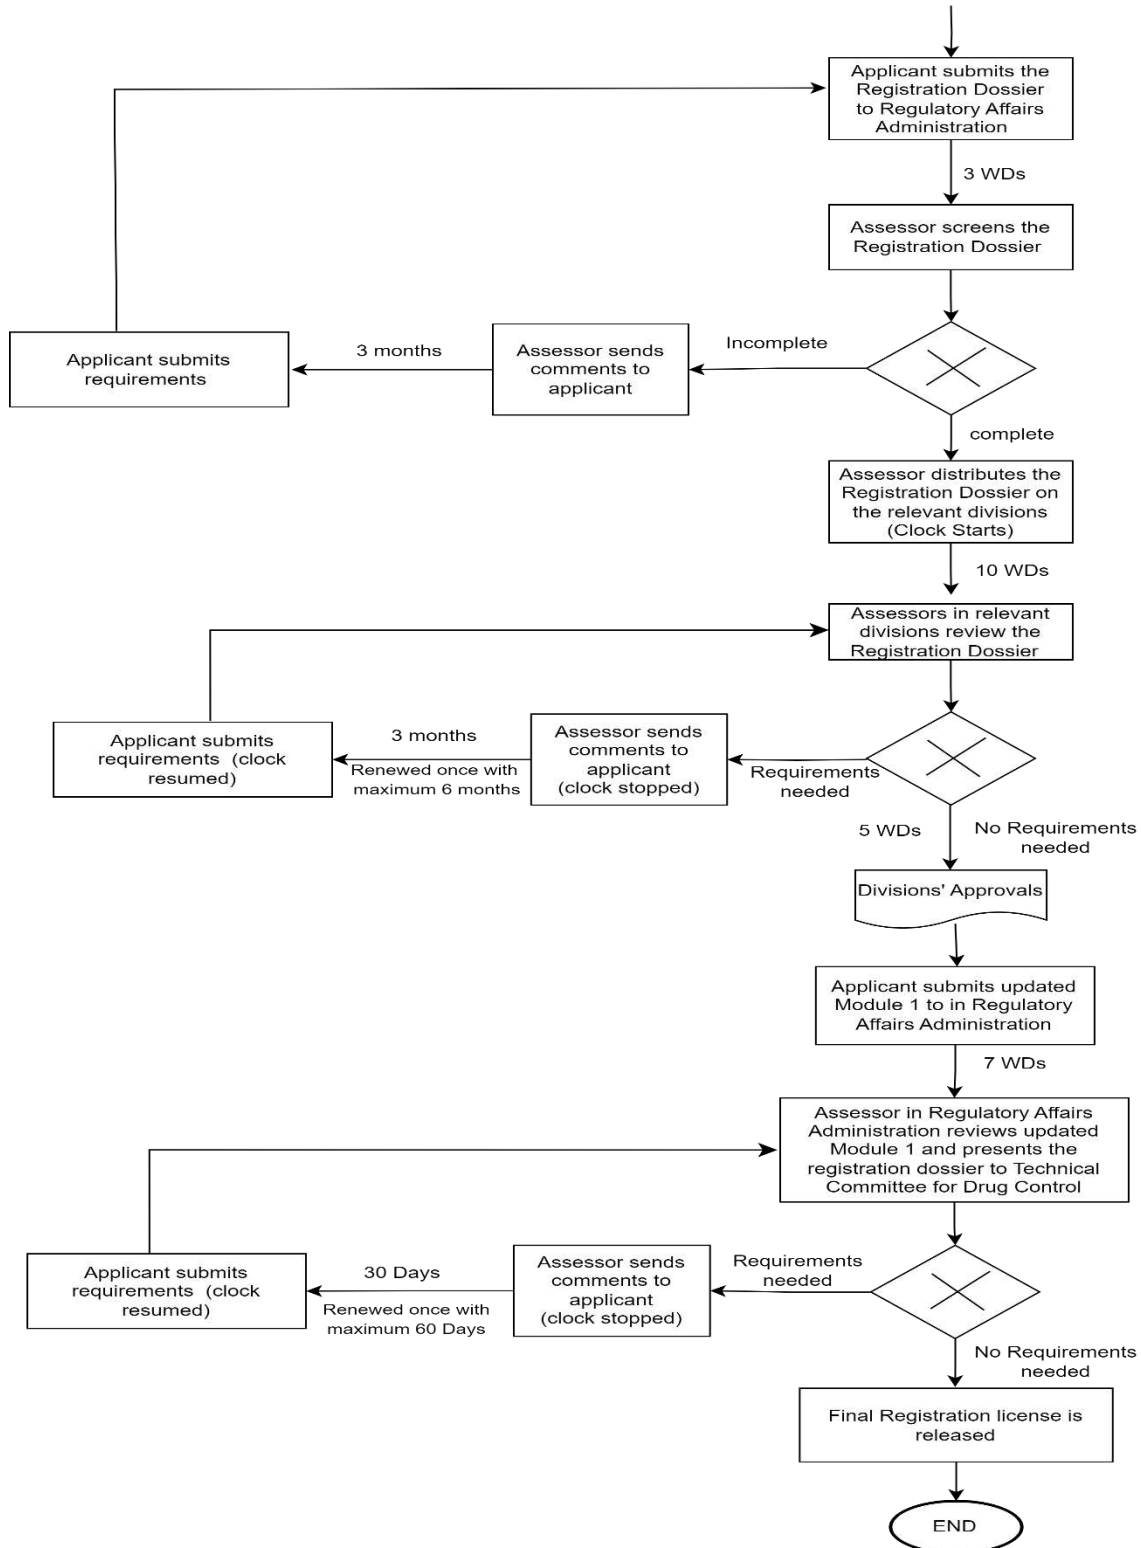 Applicant submits the
Registration Dossier
to Regulatory Affairs
Administration
3 WDs
Assessor screens the
Registration Dossier
Incomplete
Assessor sends
comments to
applicant
3 months
Applicant submits
requirements
complete
Assessor distributes the
Registration Dossier on
the relevant divisions
(Clock Starts)
10 WDs
Assessors in relevant
divisions review the
Registration Dossier
Requirements
needed
Assessor sends
comments to
applicant
(clock stopped)
3 months
Renewed once with
maximum 6 months
Applicant submits
requirements (clock
resumed)
5 WDs
No Requirements
needed
Divisions' Approvals
Applicant submits updated
Module 1 to in Regulatory
Affairs Administration
7 WDs
Assessor in Regulatory Affairs
Administration reviews updated
Module 1 and presents the
registration dossier to Technical
Committee for Drug Control
Requirements
needed
Assessor sends
comments to
applicant
(clock stopped)
30 Days
Renewed once with
maximum 60 Days
Applicant submits
requirements (clock
resumed)
No Requirements
needed
Final Registration license is
released
END